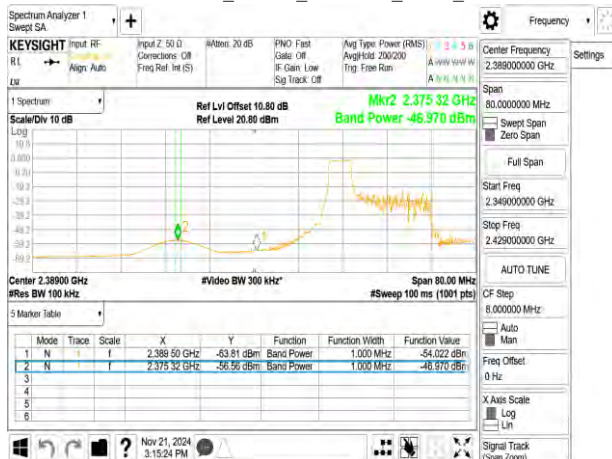 Spectrum Analyzer 1
Swept SA
+
Frequency
KEYSIGHT
Input: RF
Input Z: 50 Ω
#Atten: 20 dB
PNO: Fast
Avg Type: Power (RMS)
RL
Corrections: Off
Gate: Off
Avg|Hold: 200/200
Align: Auto
Freq Ref: Int (S)
IF Gain: Low
Trig: Free Run
Sig Track: Off
Center Frequency
2.389000000 GHz
Settings
Span
80.0000000 MHz
Swept Span
Zero Span
Full Span
Start Freq
2.349000000 GHz
Stop Freq
2.429000000 GHz
AUTO TUNE
CF Step
8.000000 MHz
Auto
Man
Freq Offset
0 Hz
X Axis Scale
Log
Lin
Signal Track
(Span Zoom)
1 Spectrum
Scale/Div 10 dB
Ref Lvl Offset 10.80 dB
Ref Level 20.80 dBm
Mkr2 2.375 32 GHz
Band Power -46.970 dBm
Log
2
1
Center 2.38900 GHz
#Video BW 300 kHz*
Span 80.00 MHz
#Res BW 100 kHz
#Sweep 100 ms (1001 pts)
5 Marker Table
Mode Trace Scale X Y Function Function Width Function Value
1 N 1 f 2.389 50 GHz -63.81 dBm Band Power 1.000 MHz -54.022 dBm
2 N 1 f 2.375 32 GHz -56.56 dBm Band Power 1.000 MHz -46.970 dBm
3
4
5
6
?
Nov 21, 2024
3:15:24 PM